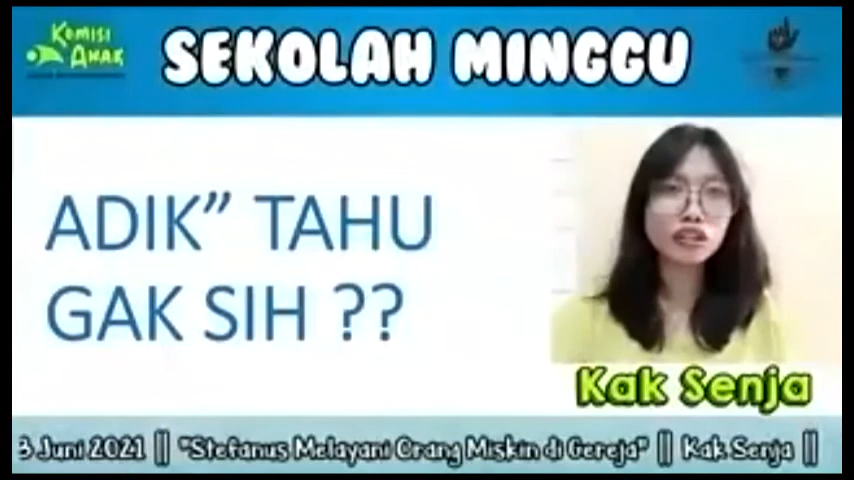 Komisi
Anak
SEKOLAH MINGGU
ADIK” TAHU
GAK SIH ??
Kak Senja
3 Juni 2021 || "Stefanus Melayani Orang Miskin di Gereja" || Kak Senja ||